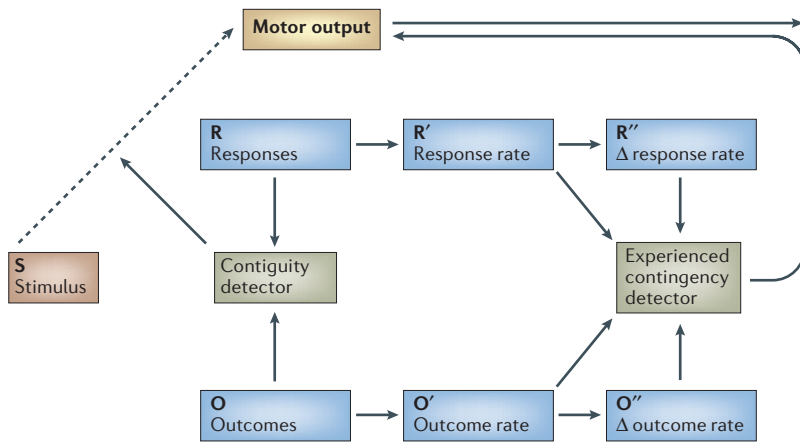 Motor output
R
Responses
R′
Response rate
R″
Δ response rate
S
Stimulus
Contiguity
detector
Experienced
contingency
detector
O
Outcomes
O′
Outcome rate
O″
Δ outcome rate